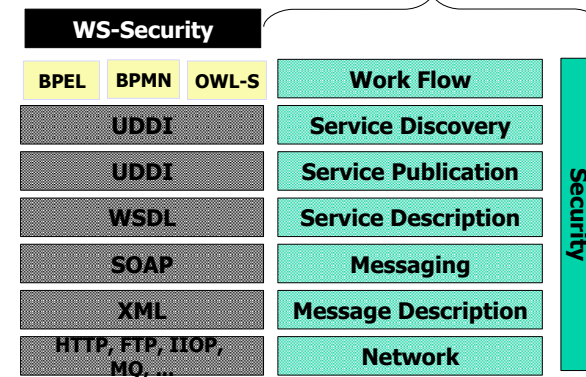 WS-Security
BPEL BPMN OWL-S Work Flow
UDDI Service Discovery
UDDI Service Publication
WSDL Service Description
SOAP Messaging
XML Message Description
HTTP, FTP, IIOP,
MQ, ... Network
Security